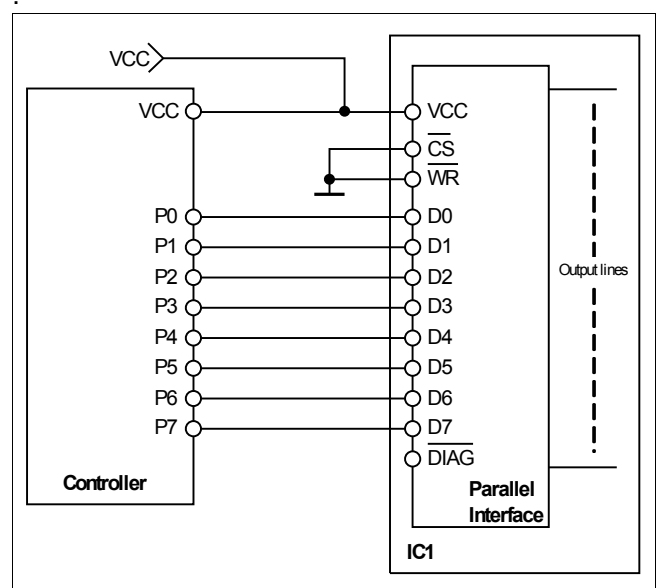 VCC
VCC
P0
P1
P2
P3
P4
P5
P6
P7
Controller
VCC
CS
WR
D0
D1
D2
D3
D4
D5
D6
D7
DIAG
Parallel
Interface
IC1
Output lines